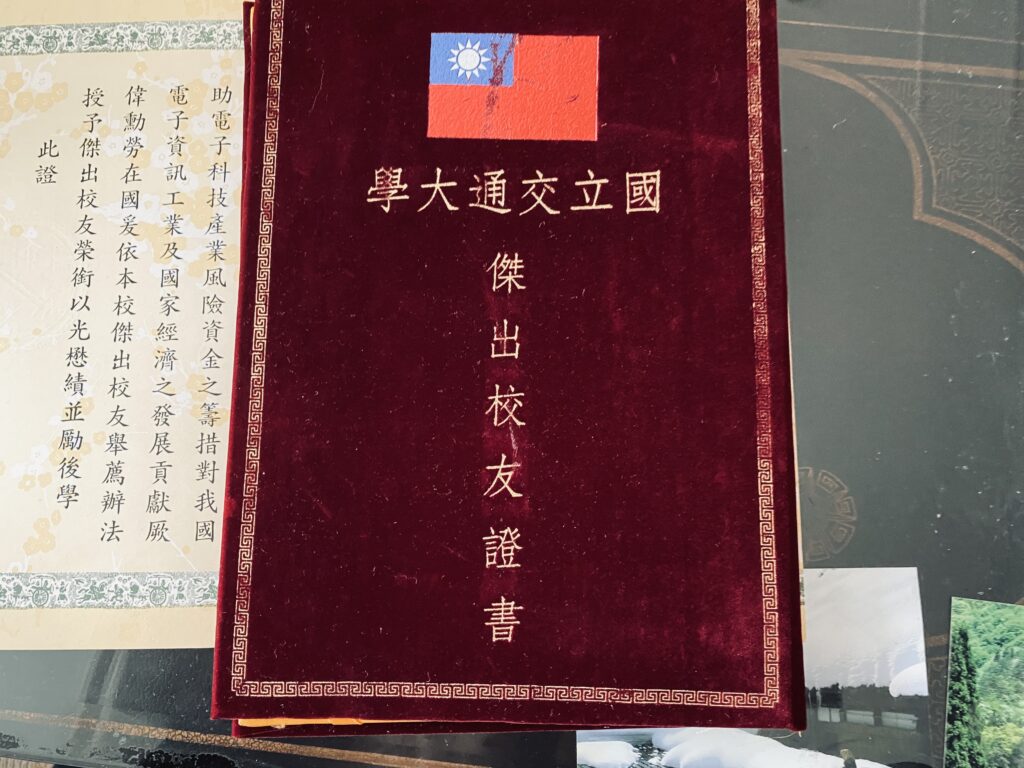 國立交通大學
傑出校友證書
助電子科技產業風險資金之籌措對我國
電子資訊工業及國家經濟之發展貢獻厥
偉勳勞在國爰依本校傑出校友舉薦辦法
授予傑出校友榮銜以光懋績並勵後學
此證